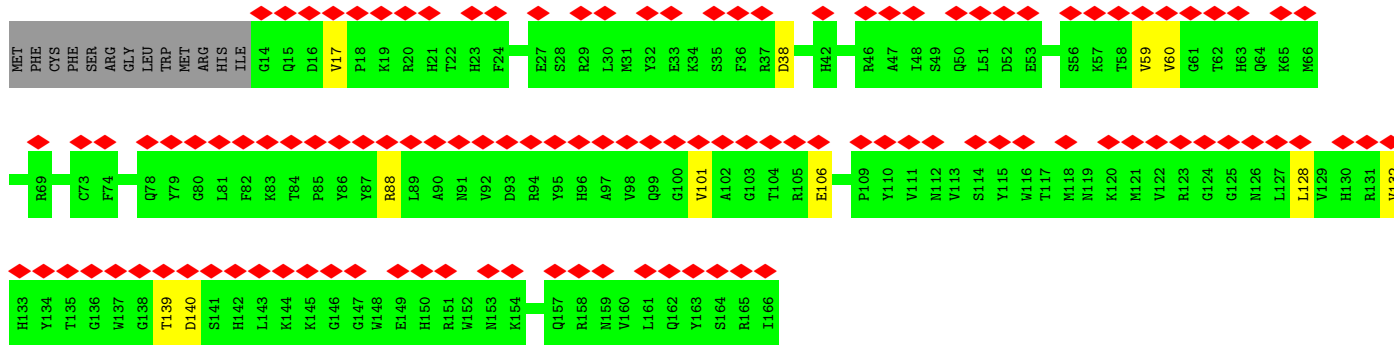 MET PHE CYS PHE SER ARG GLY LEU TRP MET ARG HIS ILE G14 Q15 D16 V17 P18 K19 R20 H21 T22 H23 F24 E27 S28 R29 L30 M31 Y32 E33 K34 S35 F36 R37 D38 H42 R46 A47 I48 S49 Q50 L51 D52 E53 S56 K57 T58 V59 V60 G61 T62 H63 Q64 K65 M66
R69 C73 F74 Q78 Y79 G80 L81 F82 K83 T84 P85 Y86 Y87 R88 L89 A90 N91 V92 D93 R94 Y95 H96 A97 V98 Q99 G100 V101 A102 G103 T104 R105 E106 P109 Y110 V111 N112 V113 S114 Y115 W116 T117 M118 N119 K120 M121 V122 R123 G124 G125 N126 L127 L128 V129 H130 R131 V132
H133 Y134 T135 G136 W137 G138 T139 D140 S141 H142 L143 K144 K145 G146 G147 W148 E149 H150 R151 W152 N153 K154 Q157 R158 N159 V160 L161 Q162 Y163 S164 R165 I166